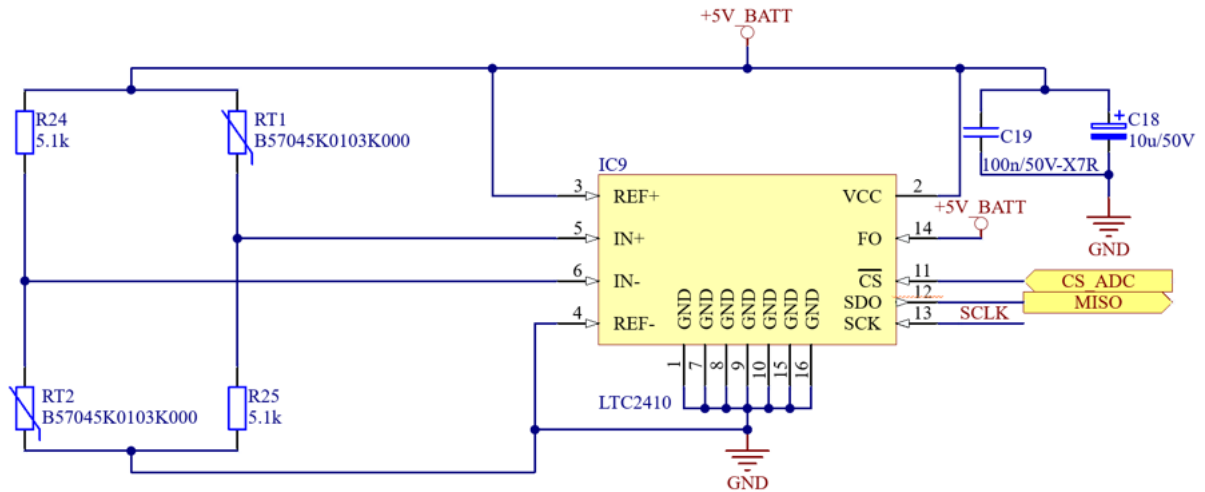 +5V_BATT
R24
5.1k
RT1
B57045K0103K000
C19
100n/50V-X7R
C18
10u/50V
GND
IC9
3 REF+
VCC 2
5 IN+
FO 14
+5V_BATT
6 IN-
CS 11
CS_ADC
SDO 12
MISO
4 REF-
SCK 13
SCLK
GND GND GND GND GND GND GND
1 7 8 9 10 15 16
LTC2410
RT2
B57045K0103K000
R25
5.1k
GND